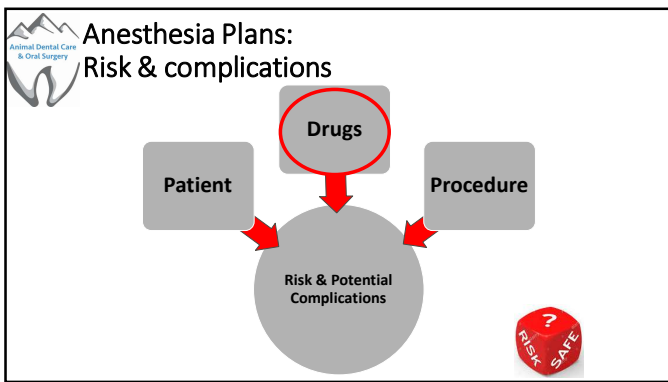 Animal Dental Care
& Oral Surgery
Anesthesia Plans:
Risk & complications
Drugs
Patient
Procedure
Risk & Potential
Complications
?
RISK
SAFE